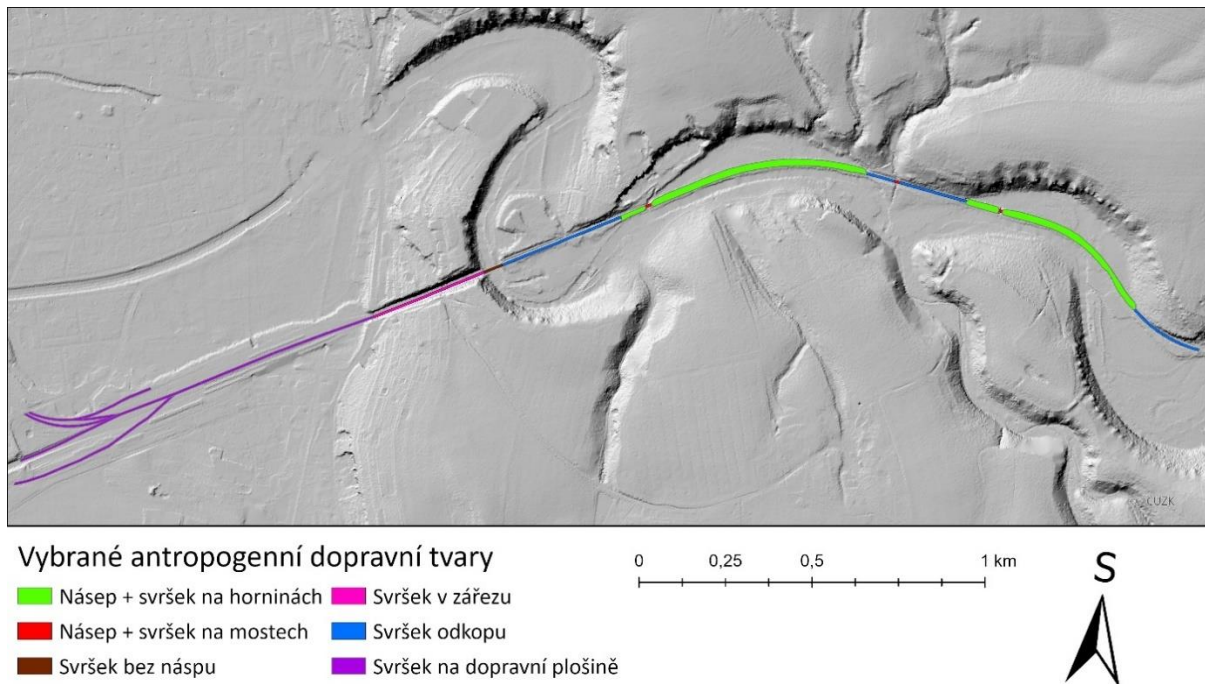 ČÚZK
Vybrané antropogenní dopravní tvary
Násep + svršek na horninách
Svršek v zářezu
Násep + svršek na mostech
Svršek odkopu
Svršek bez náspu
Svršek na dopravní plošině
0 0,25 0,5 1 km
S